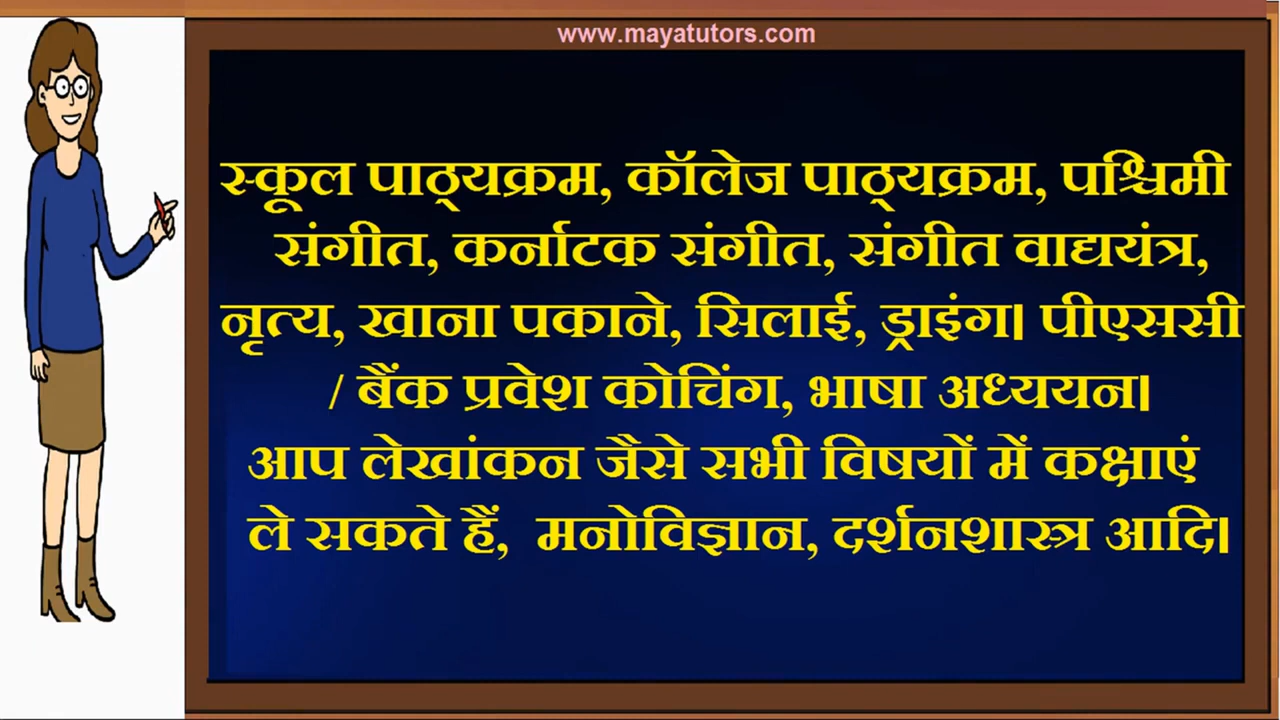 www.mayatutors.com
स्कूल पाठ्यक्रम, कॉलेज पाठ्यक्रम, पश्चिमी
संगीत, कर्नाटक संगीत, संगीत वाद्ययंत्र,
नृत्य, खाना पकाने, सिलाई, ड्राइंग। पीएससी
/ बैंक प्रवेश कोचिंग, भाषा अध्ययन।
आप लेखांकन जैसे सभी विषयों में कक्षाएं
ले सकते हैं, मनोविज्ञान, दर्शनशास्त्र आदि।